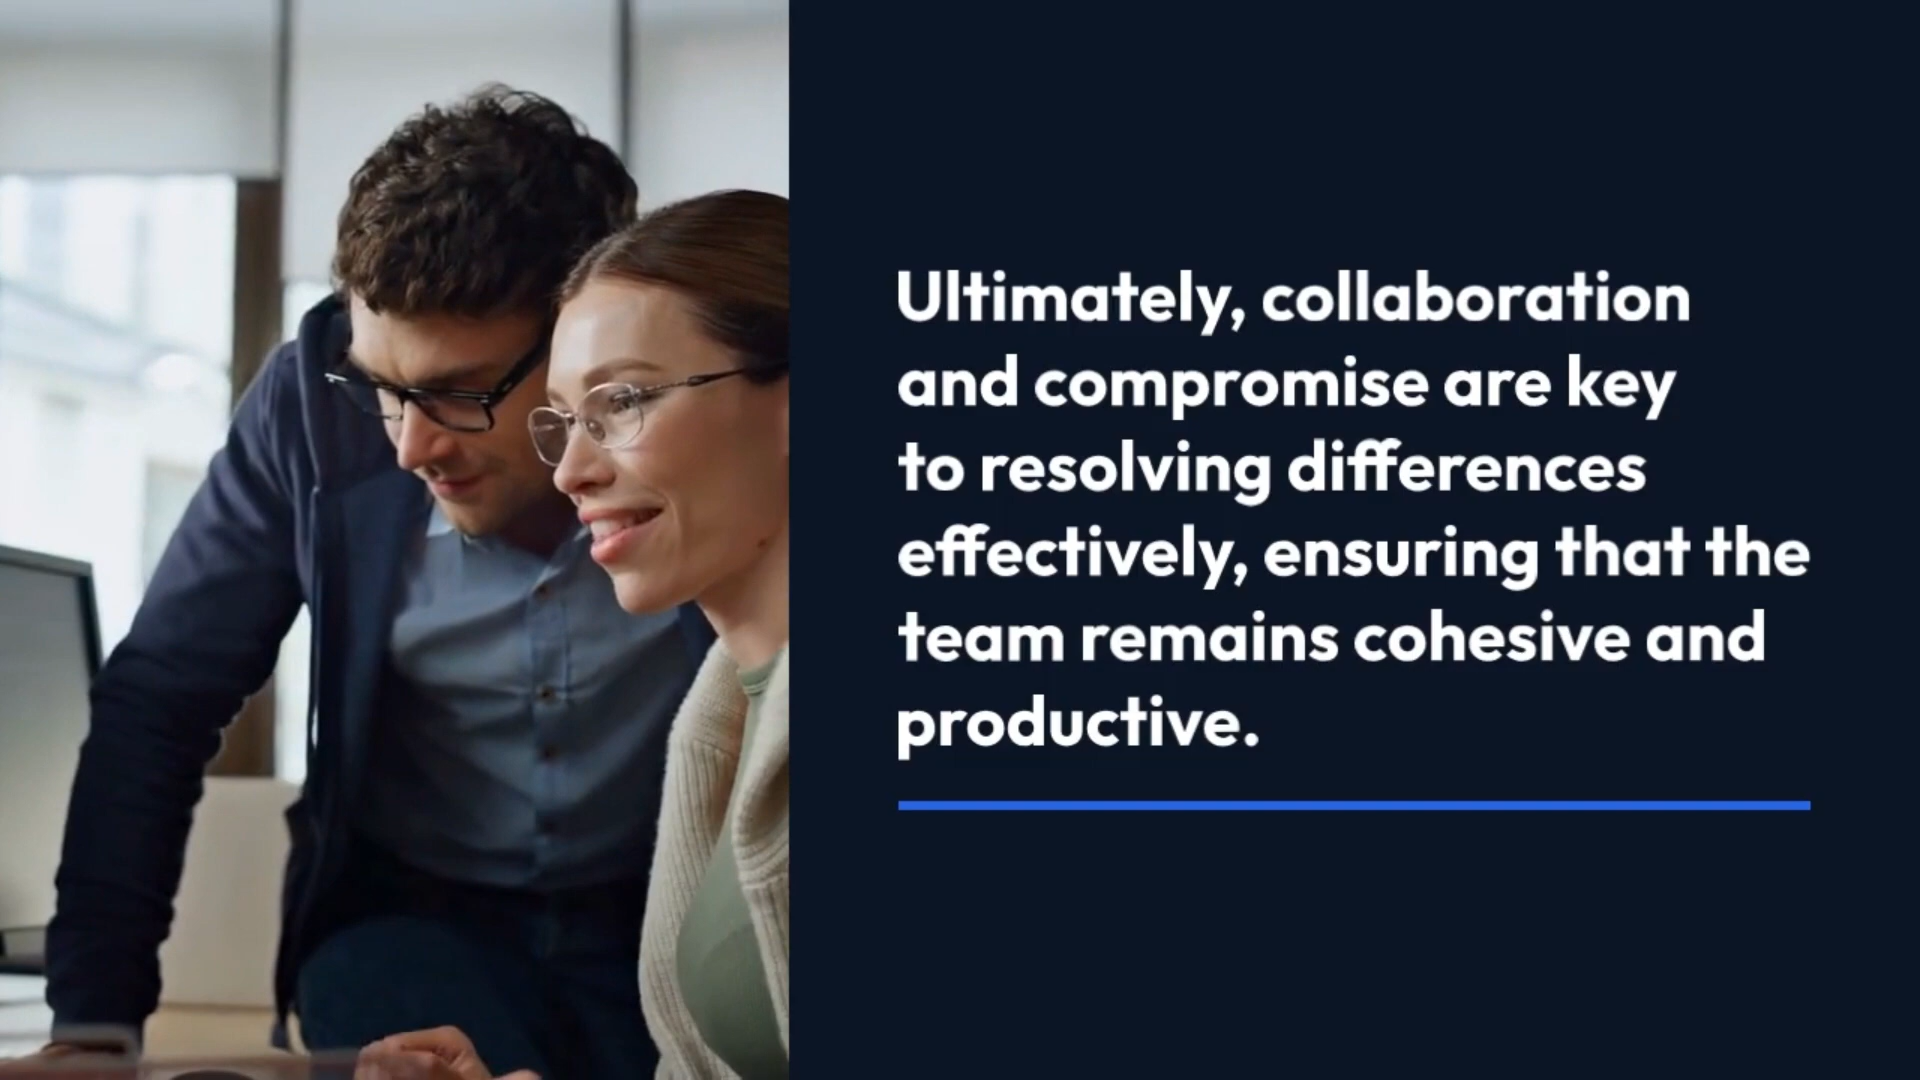 Ultimately, collaboration
and compromise are key
to resolving differences
effectively, ensuring that the
team remains cohesive and
productive.